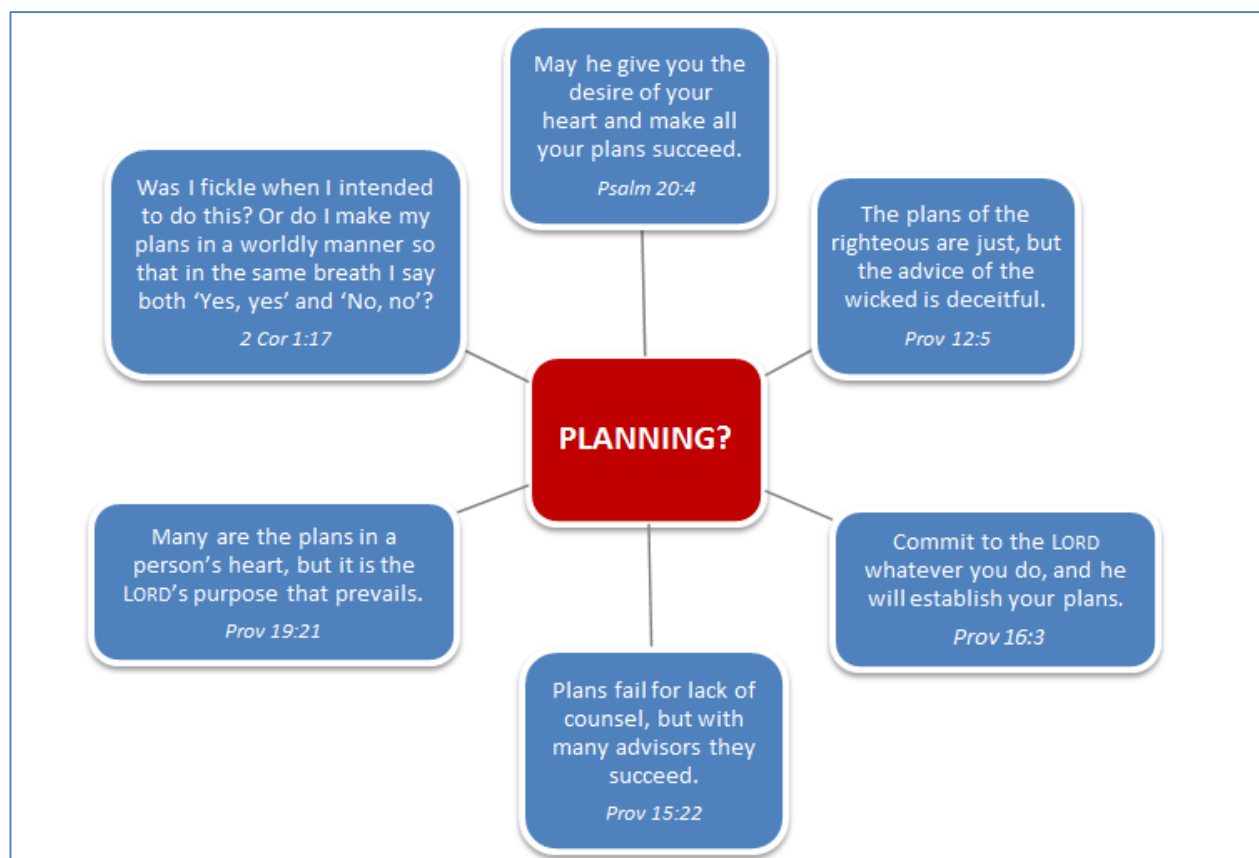 May he give you the
desire of your
heart and make all
your plans succeed.
Psalm 20:4
Was I fickle when I intended
to do this? Or do I make my
plans in a worldly manner so
that in the same breath I say
both ‘Yes, yes’ and ‘No, no’?
2 Cor 1:17
The plans of the
righteous are just, but
the advice of the
wicked is deceitful.
Prov 12:5
PLANNING?
Many are the plans in a
person’s heart, but it is the
LORD’s purpose that prevails.
Prov 19:21
Commit to the LORD
whatever you do, and he
will establish your plans.
Prov 16:3
Plans fail for lack of
counsel, but with
many advisors they
succeed.
Prov 15:22